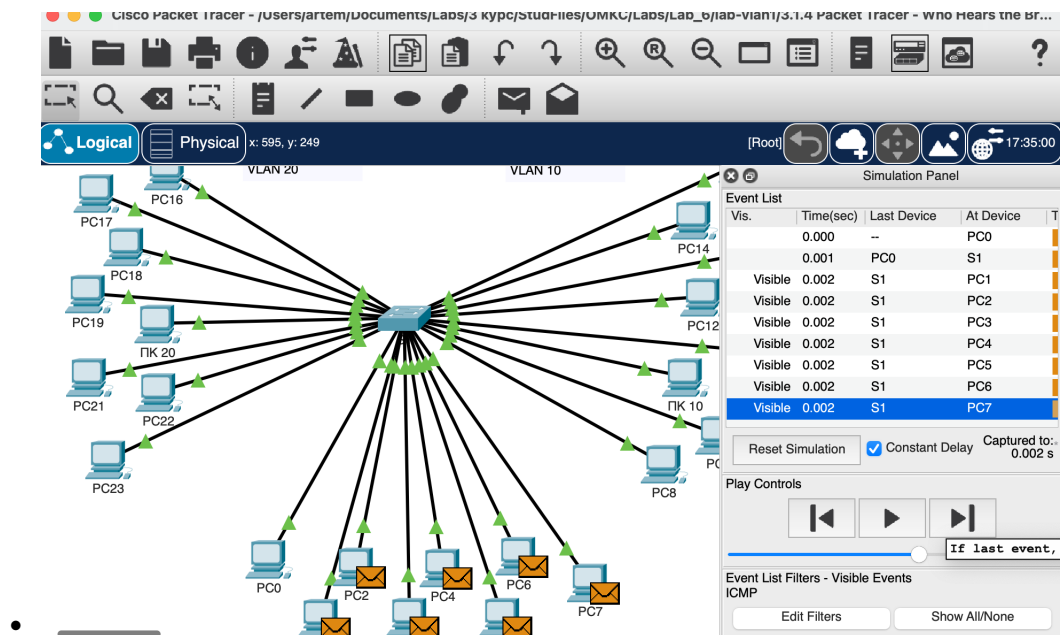 Cisco Packet Tracer - /Users/artem/Documents/Labs/3 курс/StudFiles/OMKC/Labs/Lab_6/lab-vlan1/3.1.4 Packet Tracer - Who Hears the Br...
Logical
Physical
x: 595, y: 249
[Root]
17:35:00
VLAN 20
VLAN 10
PC16
PC17
PC18
PC19
ПК 20
PC21
PC22
PC23
PC14
PC12
ПК 10
PC8
PC0
PC2
PC4
PC6
PC7
Simulation Panel
Event List
Vis. Time(sec) Last Device At Device T
0.000 -- PC0
0.001 PC0 S1
Visible 0.002 S1 PC1
Visible 0.002 S1 PC2
Visible 0.002 S1 PC3
Visible 0.002 S1 PC4
Visible 0.002 S1 PC5
Visible 0.002 S1 PC6
Visible 0.002 S1 PC7
Reset Simulation
Constant Delay
Captured to:
0.002 s
Play Controls
If last event,
Event List Filters - Visible Events
ICMP
Edit Filters
Show All/None